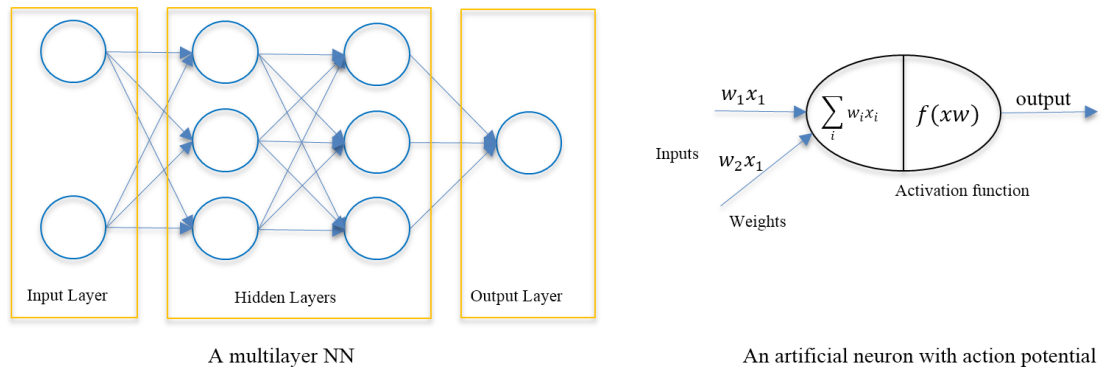 Input Layer
Hidden Layers
Output Layer
A multilayer NN
w₁x₁
Inputs
w₂x₁
Weights
∑ᵢ wᵢxᵢ
f(xw)
output
Activation function
An artificial neuron with action potential